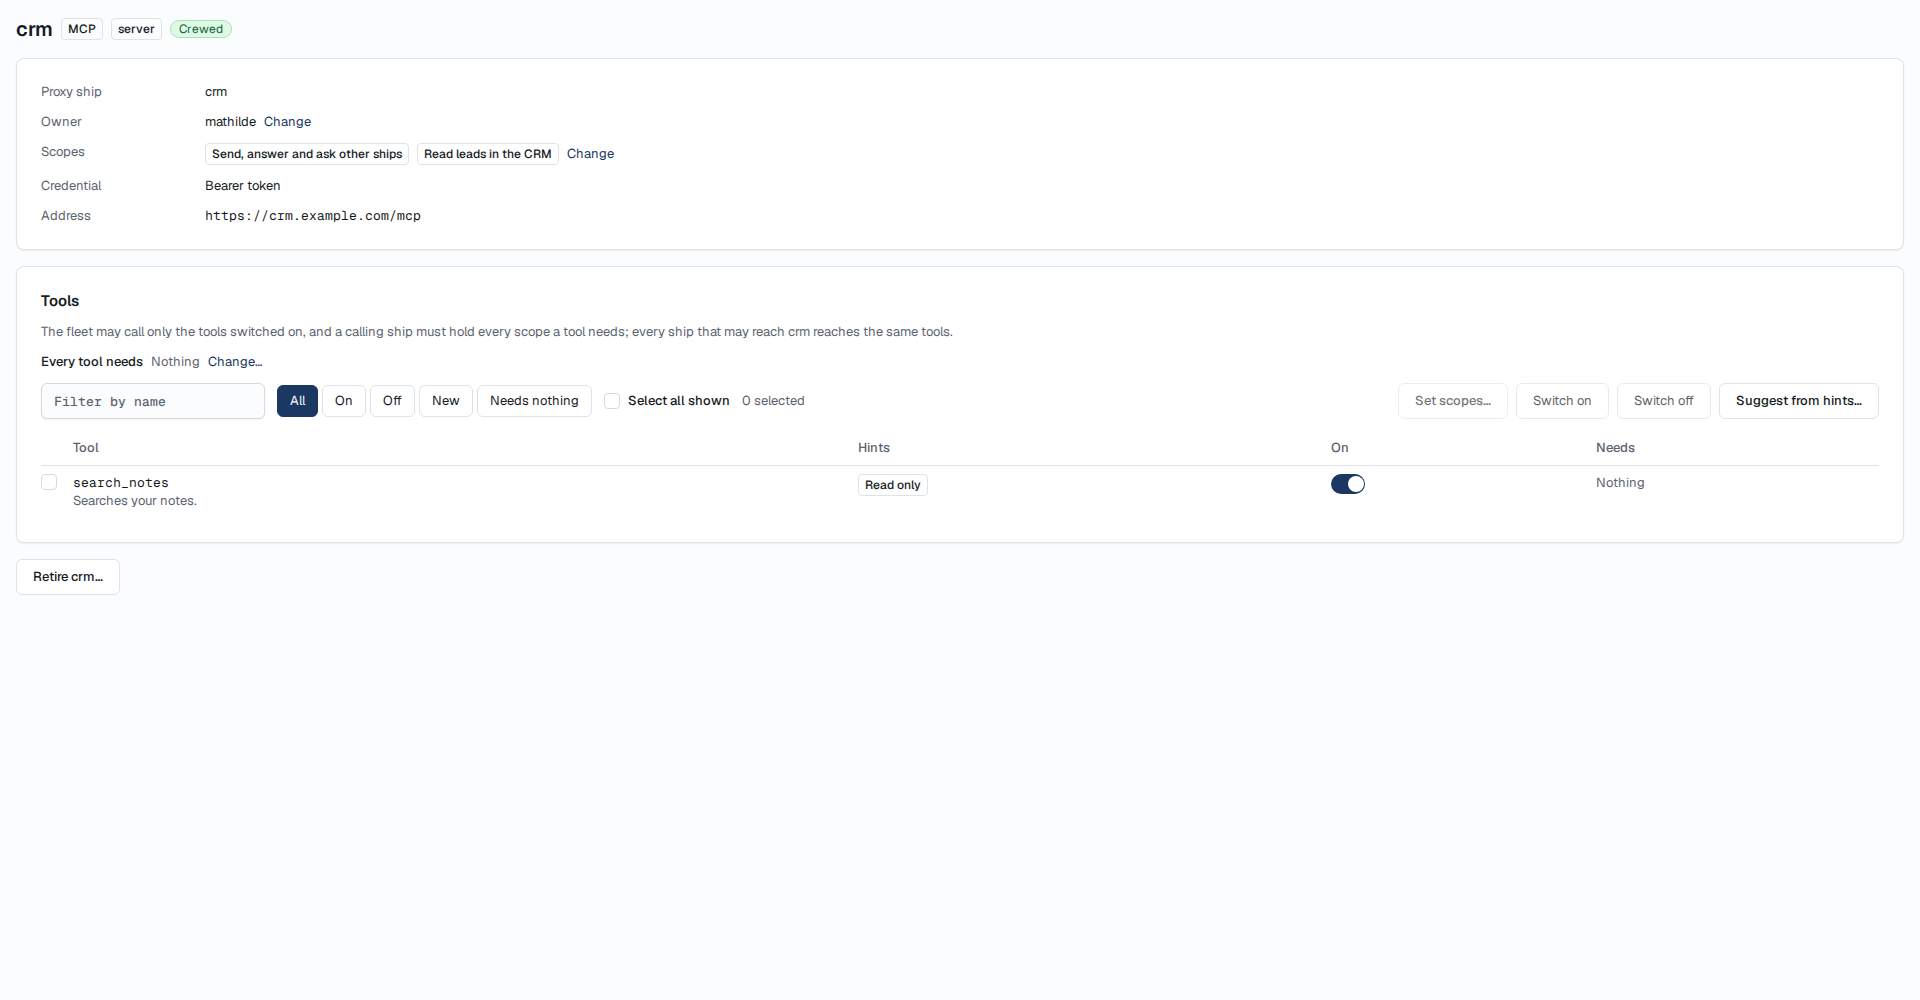 crm MCP server Crewed
Proxy ship crm
Owner mathilde Change
Scopes Send, answer and ask other ships Read leads in the CRM Change
Credential Bearer token
Address https://crm.example.com/mcp
Tools
The fleet may call only the tools switched on, and a calling ship must hold every scope a tool needs; every ship that may reach crm reaches the same tools.
Every tool needs Nothing Change…
Filter by name All On Off New Needs nothing Select all shown 0 selected Set scopes… Switch on Switch off Suggest from hints…
Tool Hints On Needs
search_notes Read only Nothing
Searches your notes.
Retire crm…